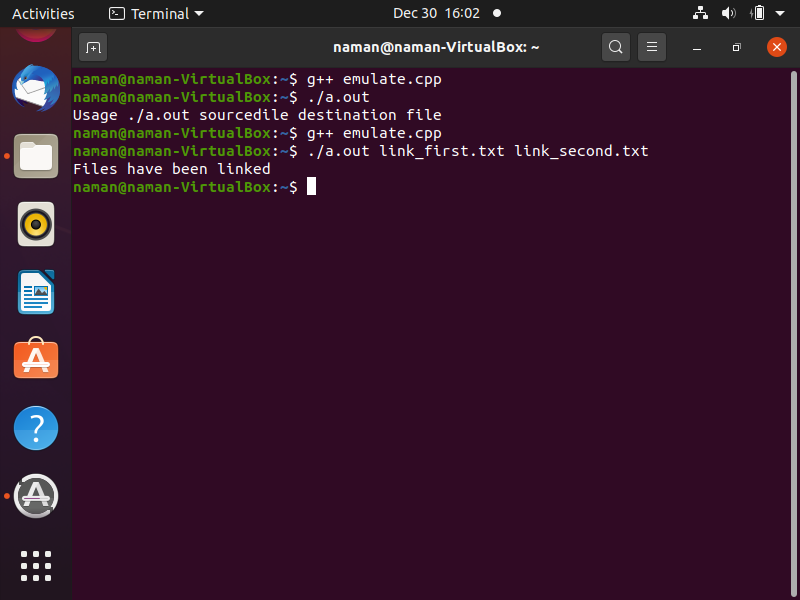 Activities Terminal Dec 30 16:02
naman@naman-VirtualBox: ~
naman@naman-VirtualBox:~$ g++ emulate.cpp
naman@naman-VirtualBox:~$ ./a.out
Usage ./a.out sourcedile destination file
naman@naman-VirtualBox:~$ g++ emulate.cpp
naman@naman-VirtualBox:~$ ./a.out link_first.txt link_second.txt
Files have been linked
naman@naman-VirtualBox:~$